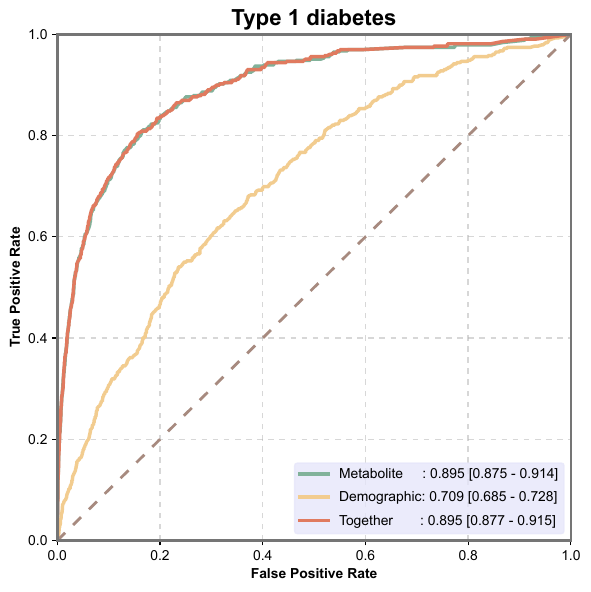 Type 1 diabetes
True Positive Rate
1.0
0.8
0.6
0.4
0.2
0.0
Metabolite : 0.895 [0.875 - 0.914]
Demographic: 0.709 [0.685 - 0.728]
Together : 0.895 [0.877 - 0.915]
0.0 0.2 0.4 0.6 0.8 1.0
False Positive Rate